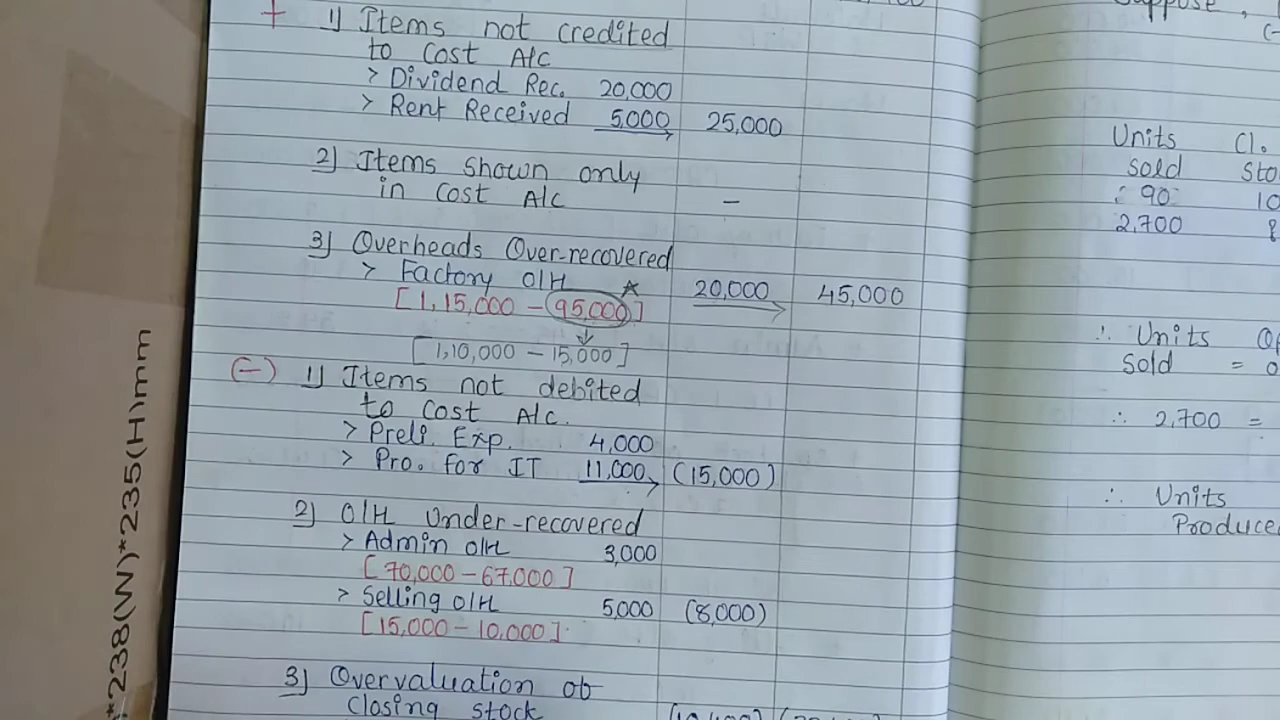 + 1) Items not credited
to Cost A/c
> Dividend Rec. 20,000
> Rent Received 5,000 25,000
2) Items shown only
in Cost A/c -
3) Overheads Over-recovered
> Factory O/H 20,000 45,000
[1,15,000 - 95,000]
[1,10,000 - 15,000]
(-) 1) Items not debited
to Cost A/c.
> Preli. Exp. 4,000
> Pro. for IT 11,000 (15,000)
2) O/H Under-recovered
> Admin O/H 3,000
[70,000 - 67,000]
> Selling O/H 5,000 (8,000)
[15,000 - 10,000]
3) Overvaluation of
closing stock
Suppose,
Units Cl.
sold
90 10
2,700
∴ Units
sold =
∴ 2,700 =
∴ Units
238(W)*235(H)mm